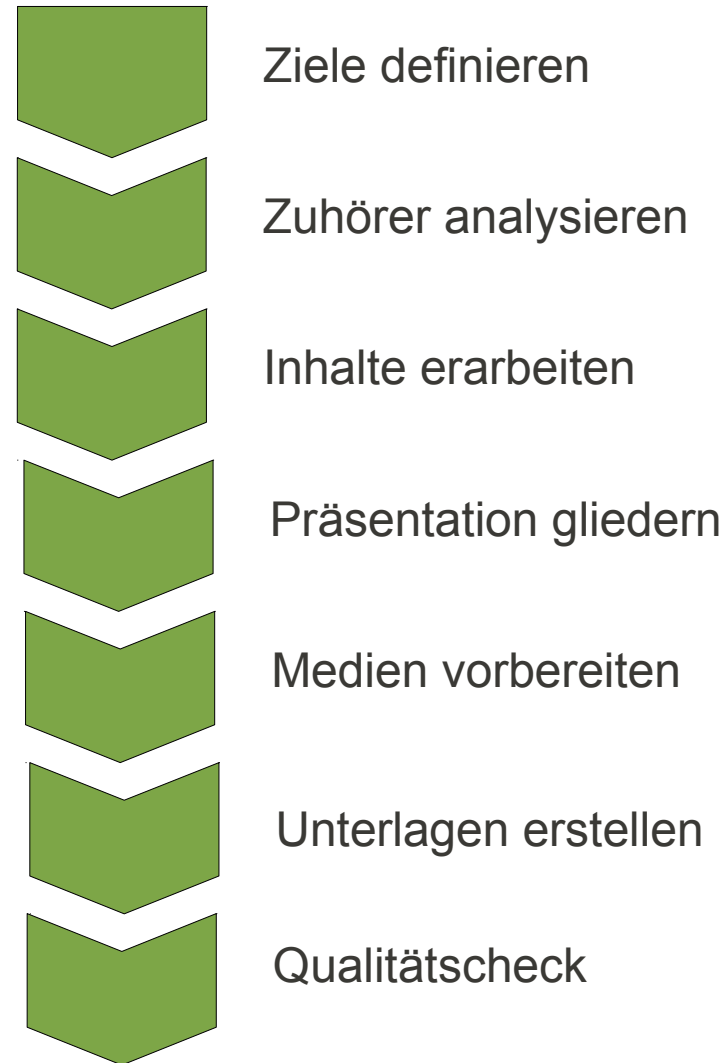 Ziele definieren
Zuhörer analysieren
Inhalte erarbeiten
Präsentation gliedern
Medien vorbereiten
Unterlagen erstellen
Qualitätscheck